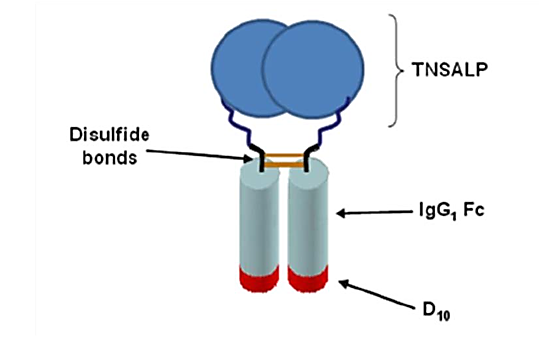 TNSALP
Disulfide
bonds
IgG₁ Fc
D₁₀